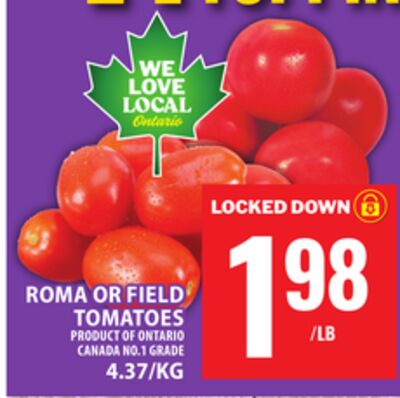 WE
LOVE
LOCAL
Ontario
LOCKED DOWN
1 98
/LB
ROMA OR FIELD
TOMATOES
PRODUCT OF ONTARIO
CANADA NO.1 GRADE
4.37/KG